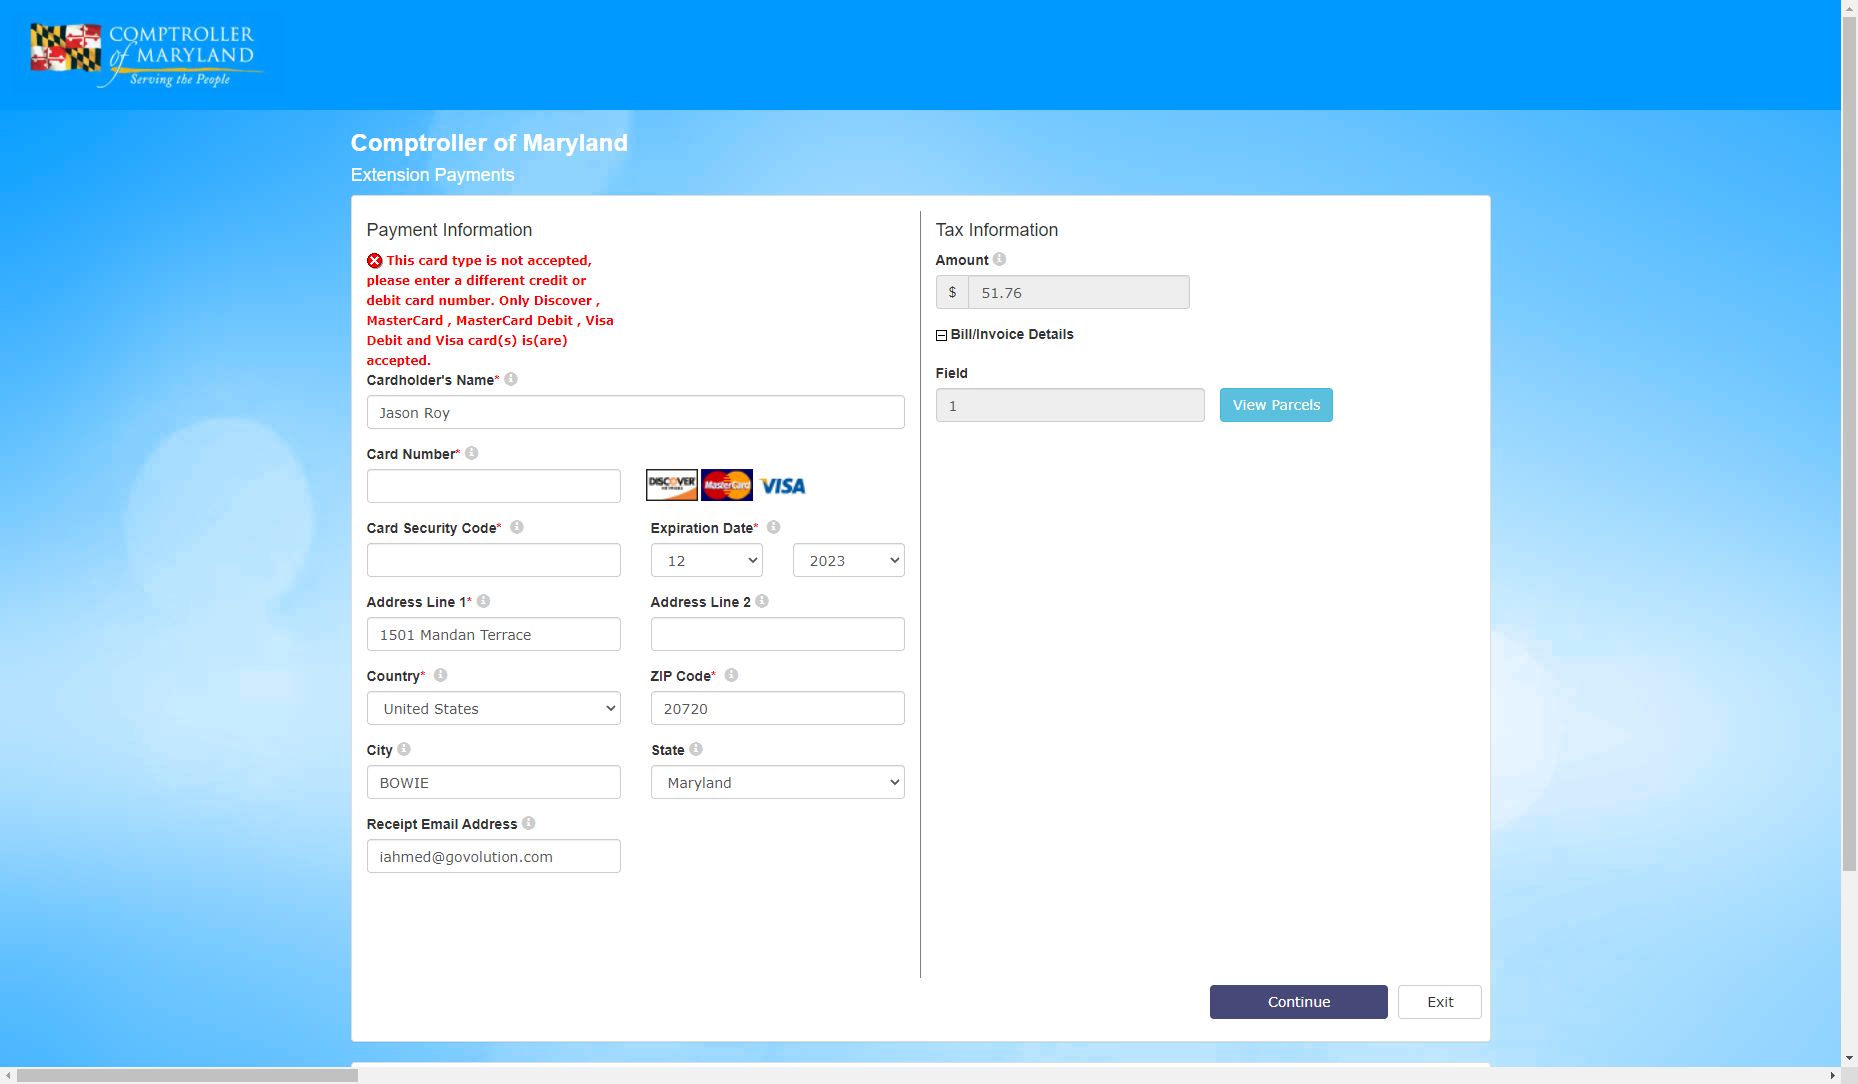 COMPTROLLER
of MARYLAND
Serving the People
Comptroller of Maryland
Extension Payments
Payment Information
This card type is not accepted,
please enter a different credit or
debit card number. Only Discover ,
MasterCard , MasterCard Debit , Visa
Debit and Visa card(s) is(are)
accepted.
Cardholder's Name*
Jason Roy
Card Number*
DISCOVER
MasterCard
VISA
Card Security Code*
Expiration Date*
12
2023
Address Line 1*
Address Line 2
1501 Mandan Terrace
Country*
ZIP Code*
United States
20720
City
State
BOWIE
Maryland
Receipt Email Address
iahmed@govolution.com
Tax Information
Amount
$ 51.76
Bill/Invoice Details
Field
1
View Parcels
Continue
Exit